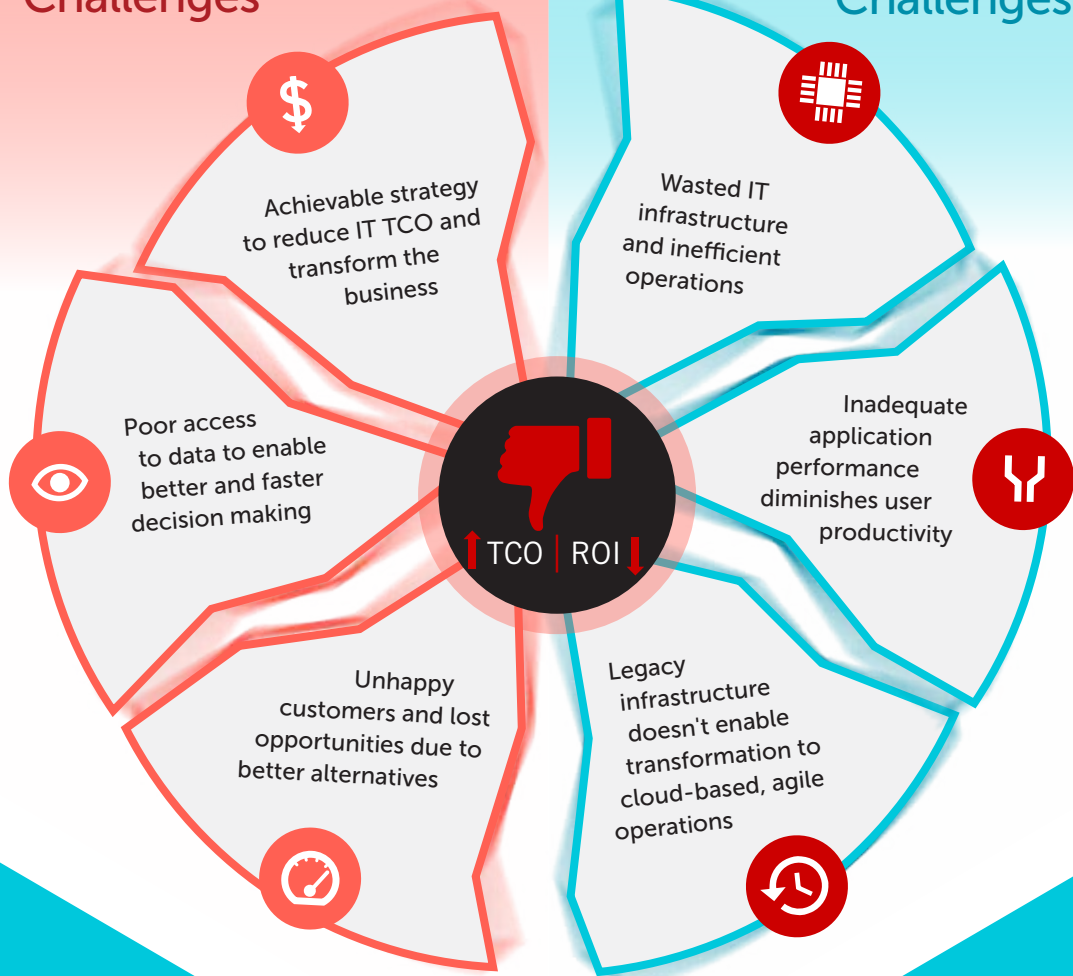 Challenges
Challenges
Achievable strategy
to reduce IT TCO and
transform the
business
Wasted IT
infrastructure
and inefficient
operations
Poor access
to data to enable
better and faster
decision making
Inadequate
application
performance
diminishes user
productivity
TCO | ROI
Unhappy
customers and lost
opportunities due to
better alternatives
Legacy
infrastructure
doesn't enable
transformation to
cloud-based, agile
operations